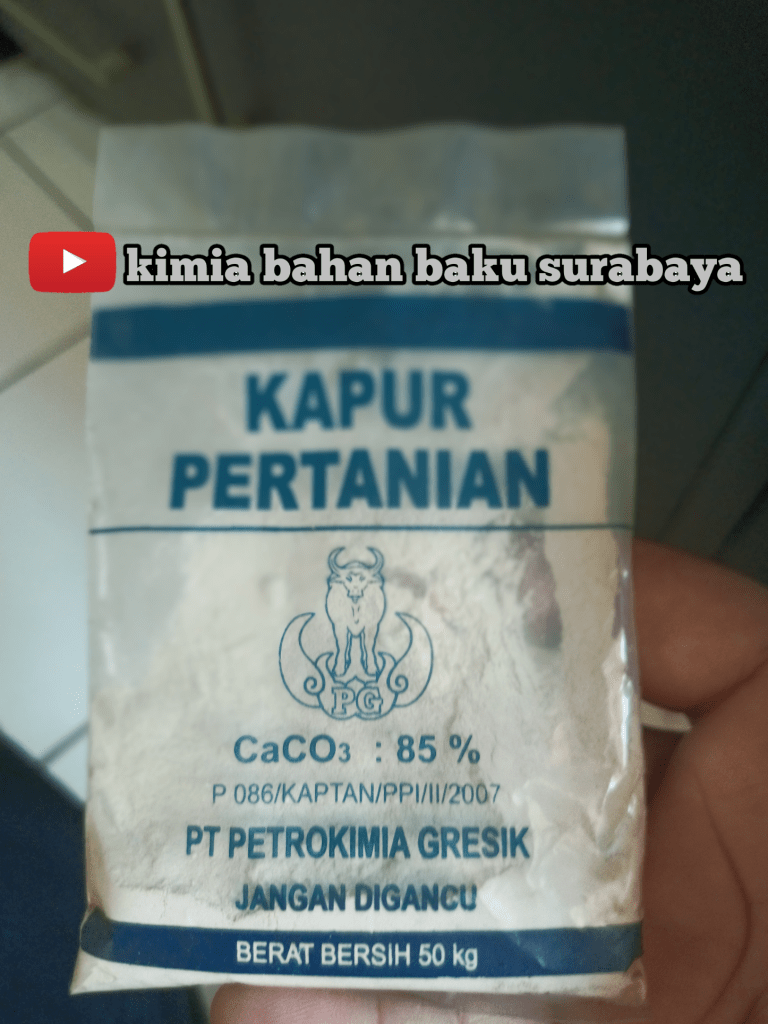 kimia bahan baku surabaya
KAPUR
PERTANIAN
PG
CaCO₃ : 85 %
P 086/KAPTAN/PPI/II/2007
PT PETROKIMIA GRESIK
JANGAN DIGANCU
BERAT BERSIH 50 kg